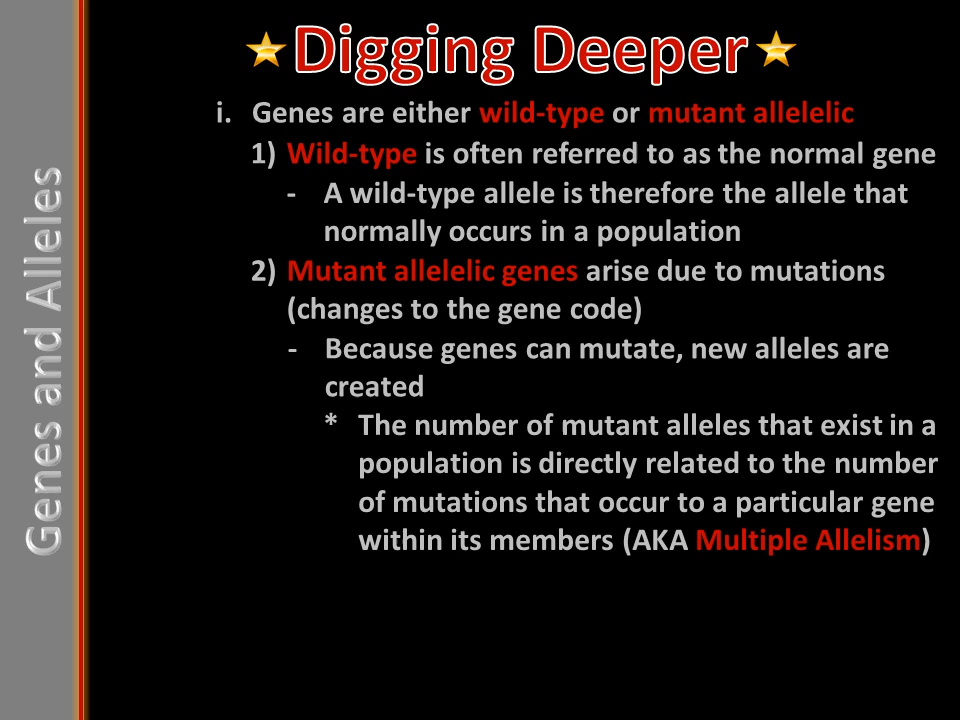 Digging Deeper
i. Genes are either wild-type or mutant allelelic
1) Wild-type is often referred to as the normal gene
- A wild-type allele is therefore the allele that
normally occurs in a population
2) Mutant allelelic genes arise due to mutations
(changes to the gene code)
- Because genes can mutate, new alleles are
created
* The number of mutant alleles that exist in a
population is directly related to the number
of mutations that occur to a particular gene
within its members (AKA Multiple Allelism)
Genes and Alleles